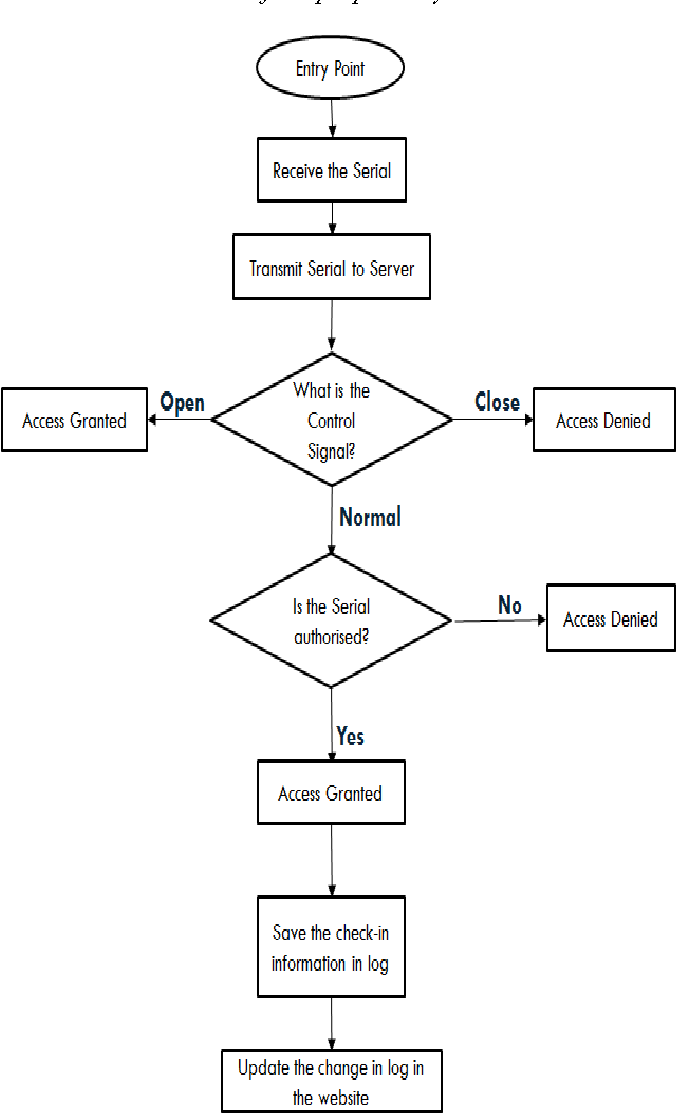 Entry Point
Receive the Serial
Transmit Serial to Server
What is the
Control
Signal?
Open
Access Granted
Close
Access Denied
Normal
Is the Serial
authorised?
No
Access Denied
Yes
Access Granted
Save the check-in
information in log
Update the change in log in
the website